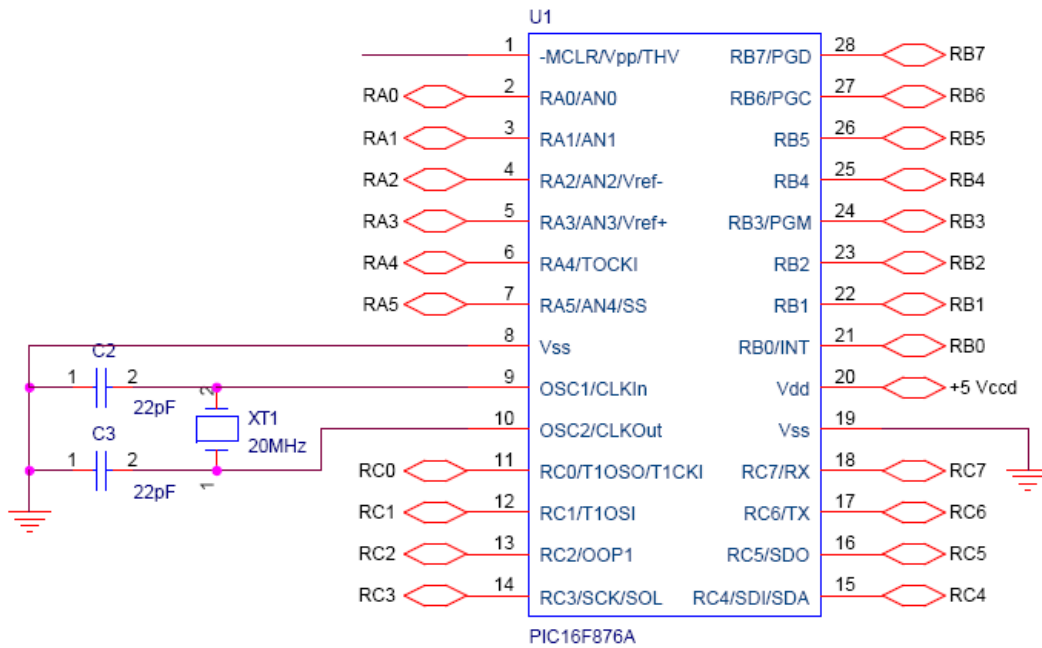 U1
1 -MCLR/Vpp/THV RB7/PGD 28 RB7
RA0 2 RA0/AN0 RB6/PGC 27 RB6
RA1 3 RA1/AN1 RB5 26 RB5
RA2 4 RA2/AN2/Vref- RB4 25 RB4
RA3 5 RA3/AN3/Vref+ RB3/PGM 24 RB3
RA4 6 RA4/TOCKI RB2 23 RB2
RA5 7 RA5/AN4/SS RB1 22 RB1
8 Vss RB0/INT 21 RB0
C2
1 2 2 9 OSC1/CLKIn Vdd 20 +5 Vccd
22pF
XT1
20MHz
10 OSC2/CLKOut Vss 19
C3
1 2 1
22pF
RC0 11 RC0/T1OSO/T1CKI RC7/RX 18 RC7
RC1 12 RC1/T1OSI RC6/TX 17 RC6
RC2 13 RC2/OOP1 RC5/SDO 16 RC5
RC3 14 RC3/SCK/SOL RC4/SDI/SDA 15 RC4
PIC16F876A